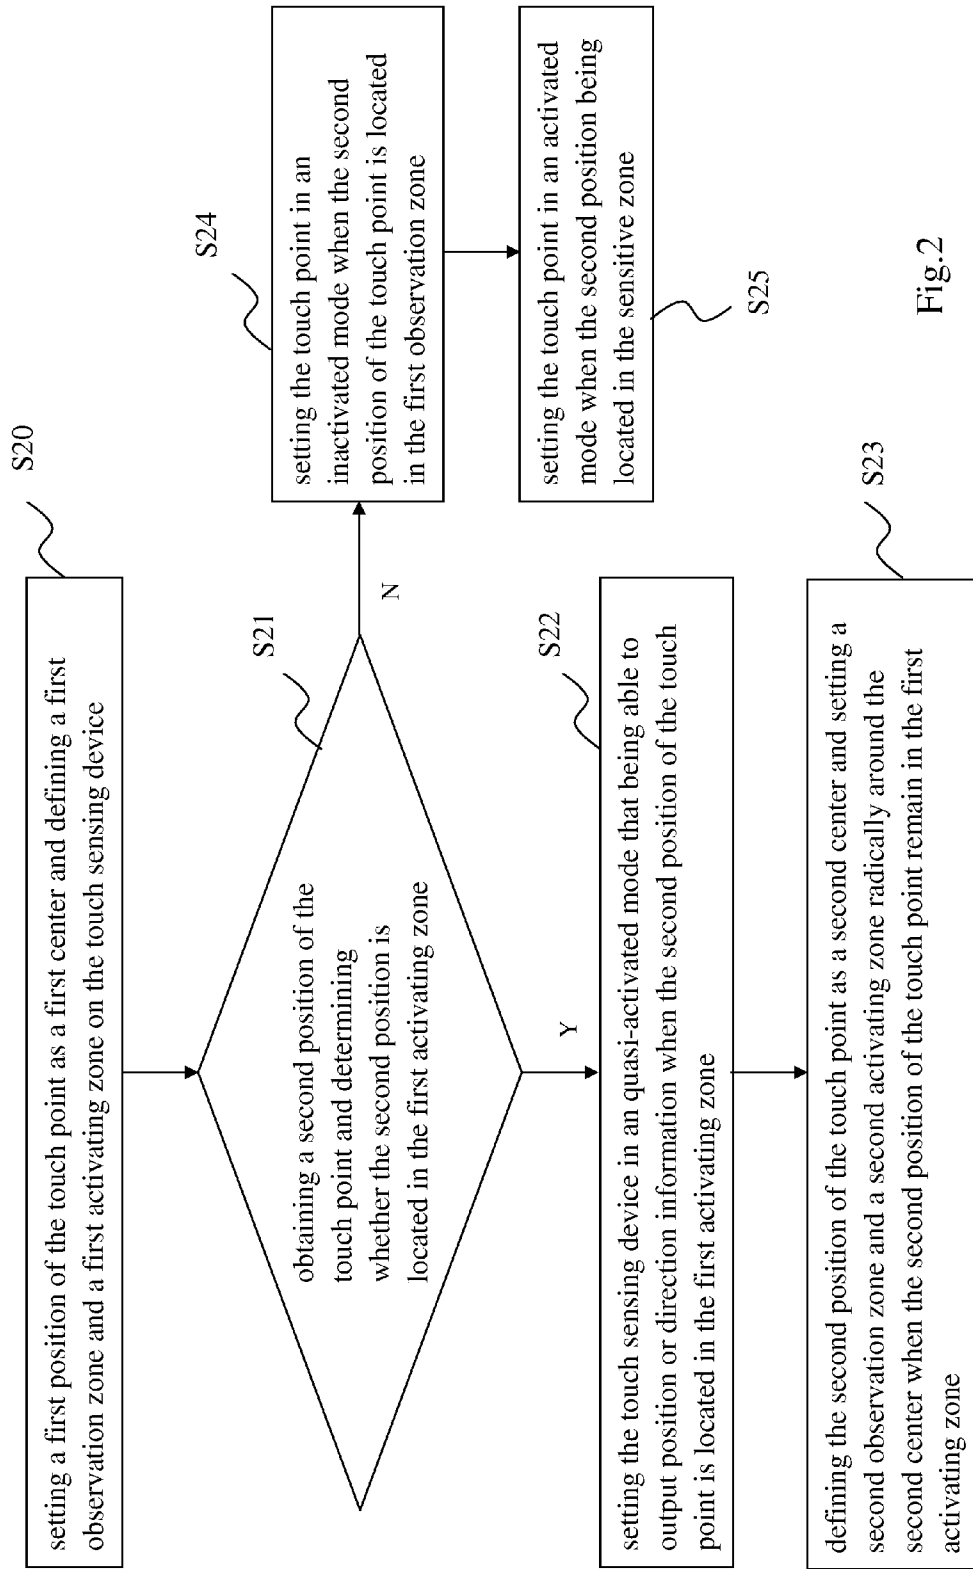 setting a first position of the touch point as a first center and defining a first
observation zone and a first activating zone on the touch sensing device
S20
obtaining a second position of the
touch point and determining
whether the second position is
located in the first activating zone
S21
Y
N
setting the touch sensing device in an quasi-activated mode that being able to
output position or direction information when the second position of the touch
point is located in the first activating zone
S22
defining the second position of the touch point as a second center and setting a
second observation zone and a second activating zone radically around the
second center when the second position of the touch point remain in the first
activating zone
S23
setting the touch point in an
inactivated mode when the second
position of the touch point is located
in the first observation zone
S24
setting the touch point in an activated
mode when the second position being
located in the sensitive zone
S25
Fig.2